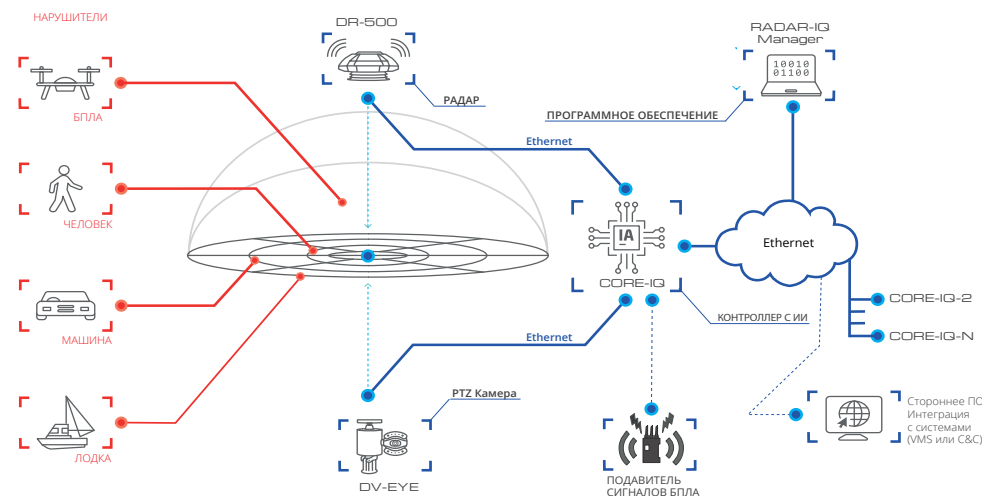 НАРУШИТЕЛИ
DR-500
RADAR-IQ
Manager
10010
01100
РАДАР
ПРОГРАММНОЕ ОБЕСПЕЧЕНИЕ
БПЛА
Ethernet
ЧЕЛОВЕК
IA
Ethernet
CORE-IQ
CORE-IQ-2
КОНТРОЛЛЕР С ИИ
CORE-IQ-N
МАШИНА
Ethernet
PTZ Камера
Стороннее ПО
Интеграция
с системами
(VMS или C&C)
ЛОДКА
DV-EYE
ПОДАВИТЕЛЬ
СИГНАЛОВ БПЛА